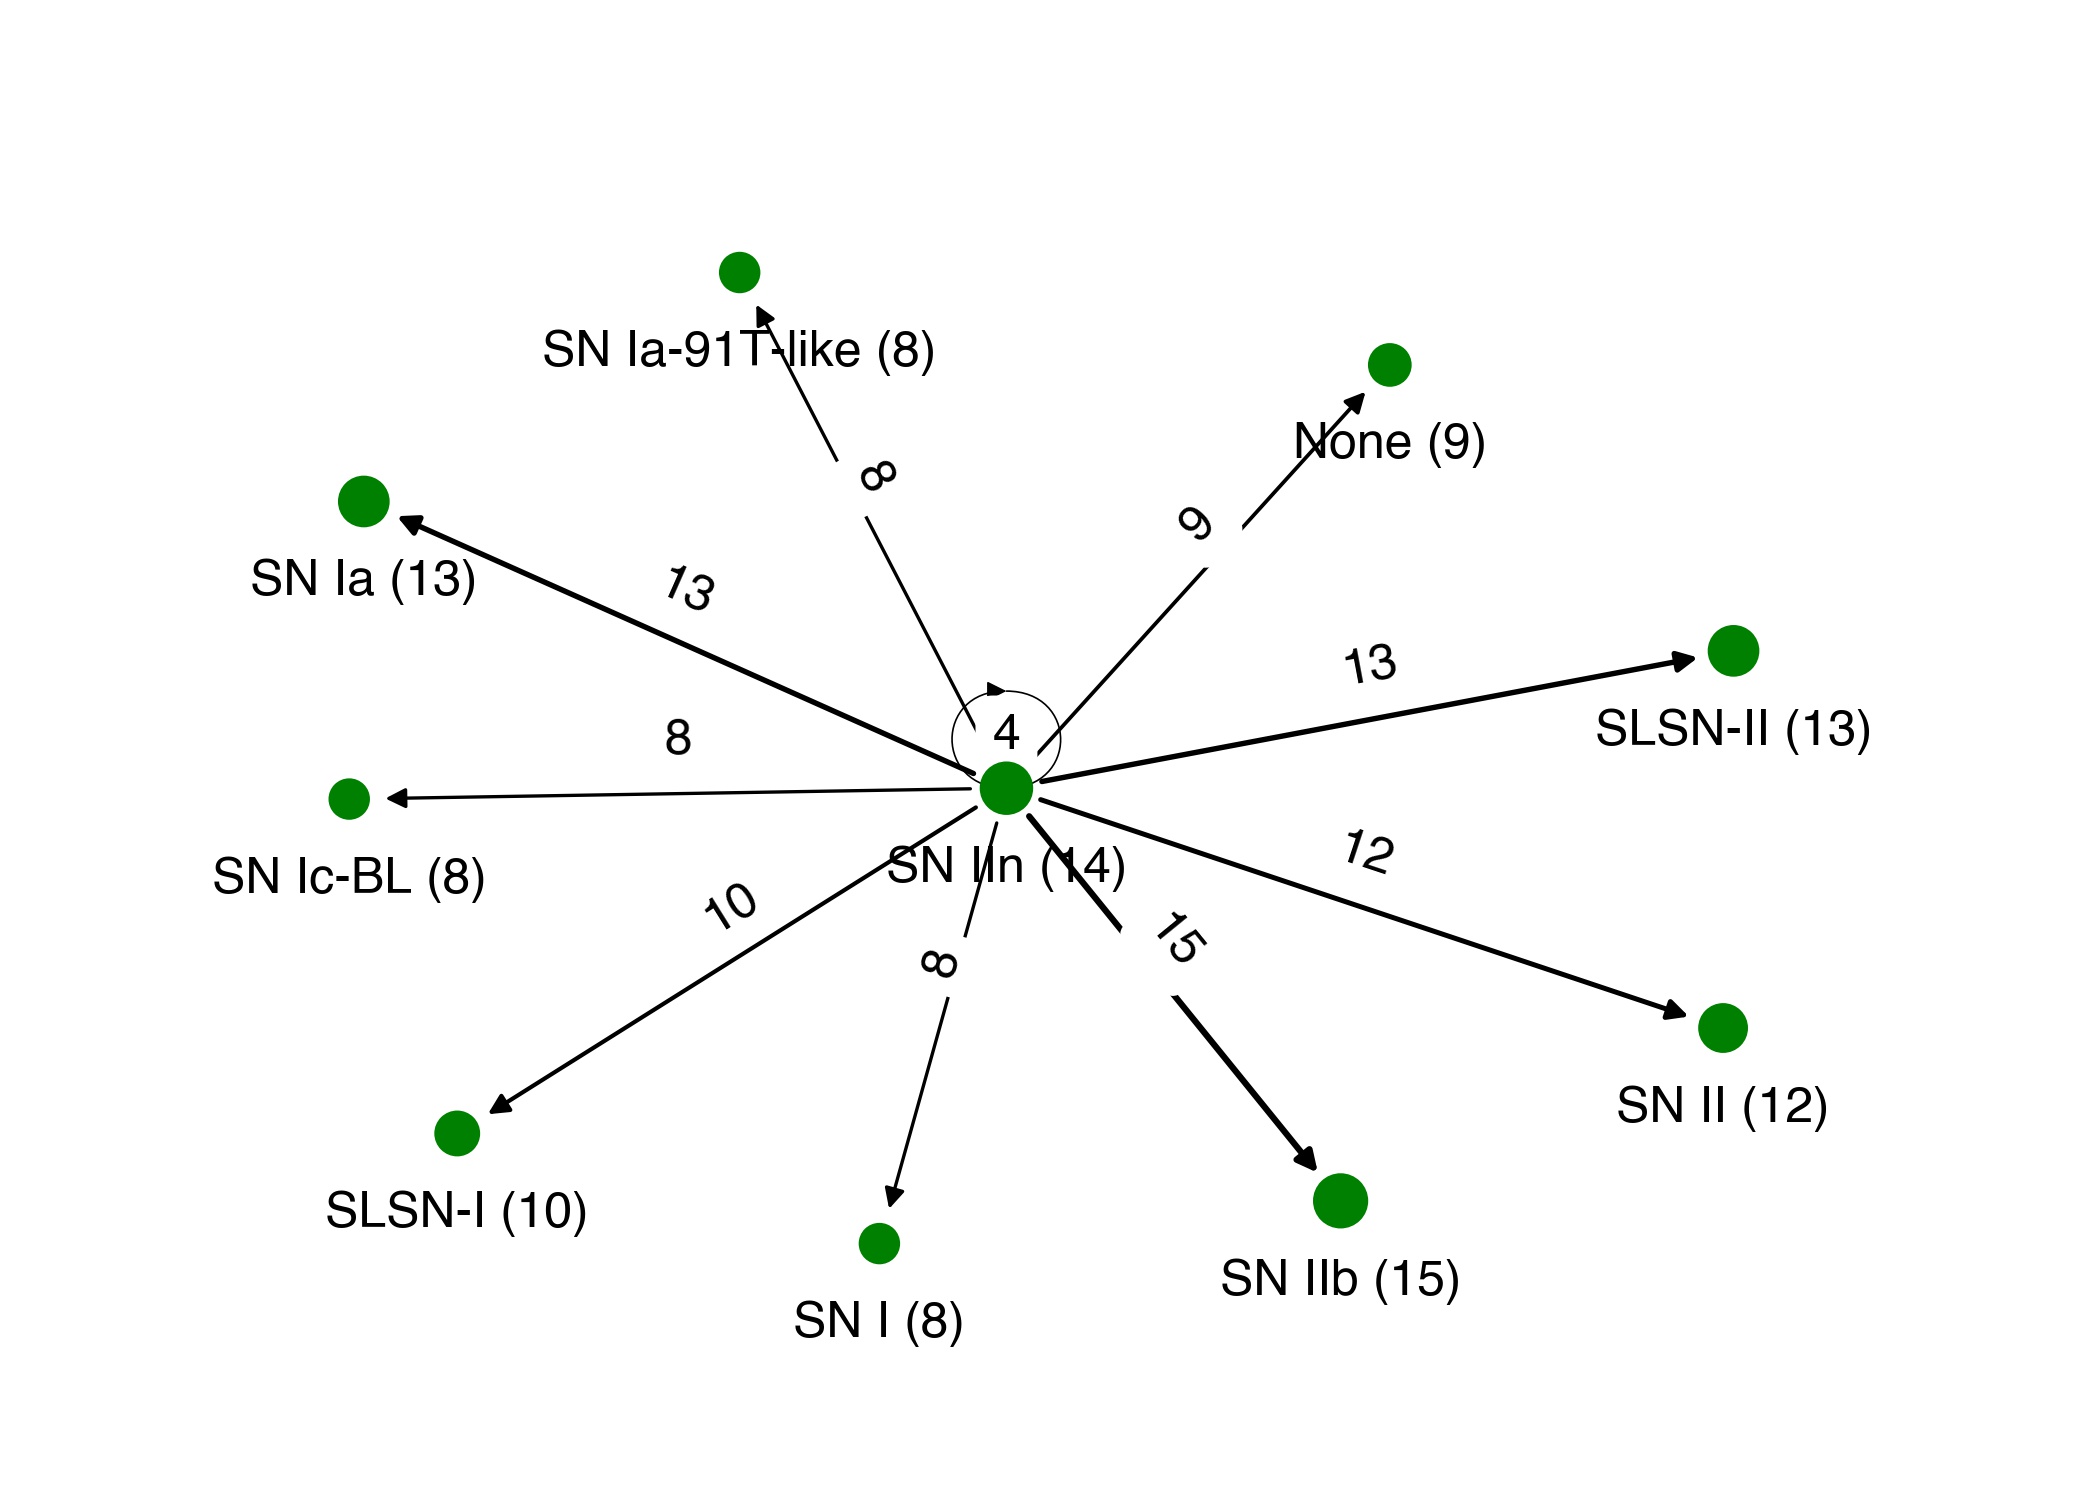 SN Ia-91T-like (8)
None (9)
8
9
SN Ia (13)
13
13
SLSN-II (13)
4
8
SN Ic-BL (8)
SN IIn (14)
12
10
8
15
SN II (12)
SLSN-I (10)
SN IIb (15)
SN I (8)